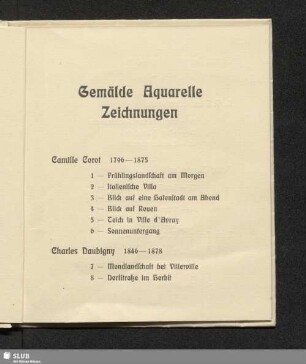 Gemälde Aquarelle
Zeichnungen
Camille Corot 1796—1875
1 — Frühlingslandschaft am Morgen
2 — Italienische Villa
3 — Blick auf eine Hafenstadt am Abend
4 — Blick auf Rouen
5 — Teich in Ville d'Avray
6 — Sonnenuntergang
Charles Daubigny 1846—1878
7 — Mondlandschaft bei Villerville
8 — Dorfstraße im Herbst
SLUB